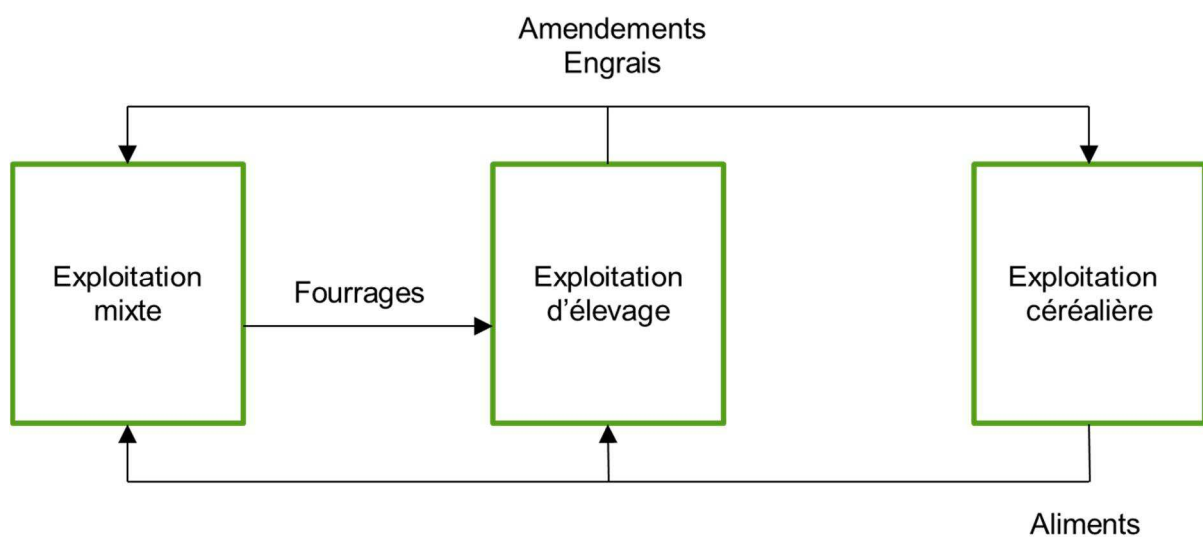 Amendements
Engrais
Exploitation
mixte
Fourrages
Exploitation
d'élevage
Exploitation
céréalière
Aliments